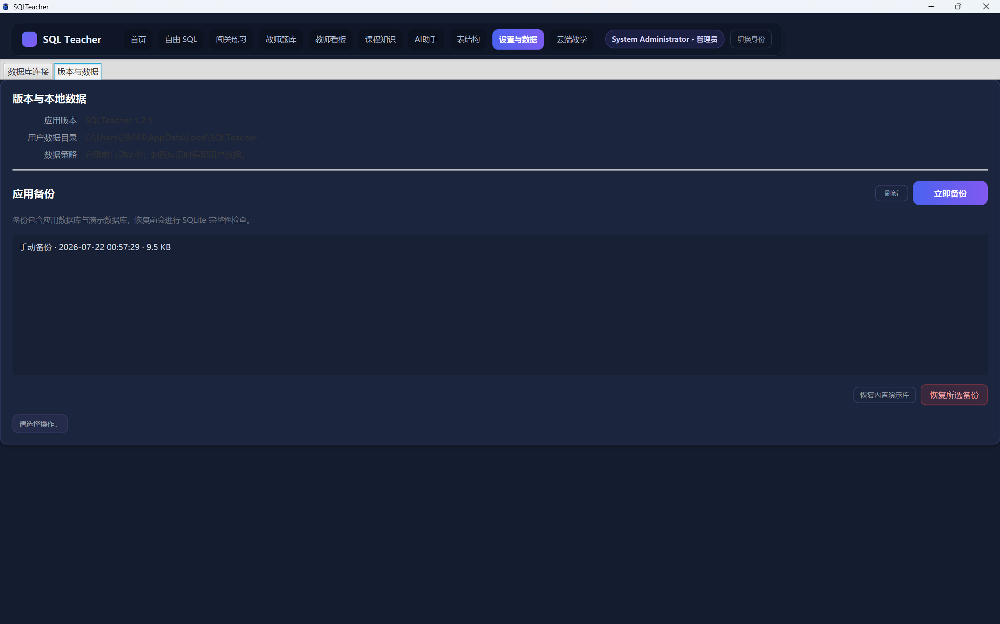 SQLTeacher
SQL Teacher 首页 自由 SQL 闯关练习 教师题库 教师看板 课程知识 AI助手 表结构 设置与数据 云端教学 System Administrator • 管理员 切换身份
数据库连接 版本与数据
版本与本地数据
应用版本 SQLTeacher 1.2.1
用户数据目录 C:\Users\28443\AppData\Local\SQLTeacher
数据策略 升级前自动备份；卸载应用时保留用户数据。
应用备份 刷新 立即备份
备份包含应用数据库与演示数据库，恢复前会进行 SQLite 完整性检查。
手动备份 · 2026-07-22 00:57:29 · 9.5 KB
恢复内置演示库 恢复所选备份
请选择操作。